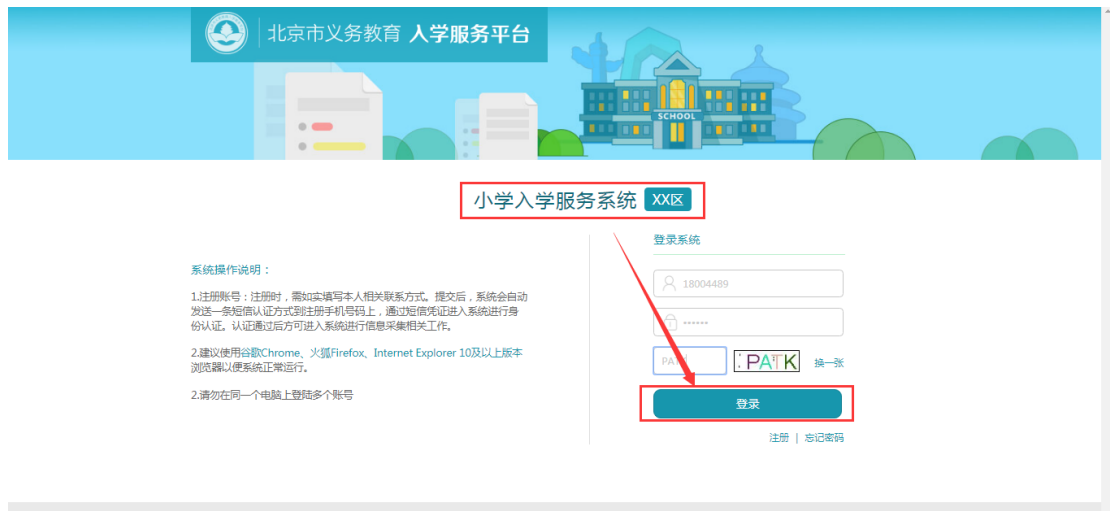 北京市义务教育 入学服务平台
SCHOOL
小学入学服务系统 XX区
登录系统
系统操作说明：
18004489
1.注册账号：注册时，需如实填写本人相关联系方式。提交后，系统会自动
发送一条短信认证方式到注册手机号码上，通过短信凭证进入系统进行身
份认证。认证通过后方可进入系统进行信息采集相关工作。
••••••
2.建议使用谷歌Chrome、火狐Firefox、Internet Explorer 10及以上版本
浏览器以便系统正常运行。
PATK 换一张
2.请勿在同一个电脑上登陆多个账号
登录
注册 | 忘记密码